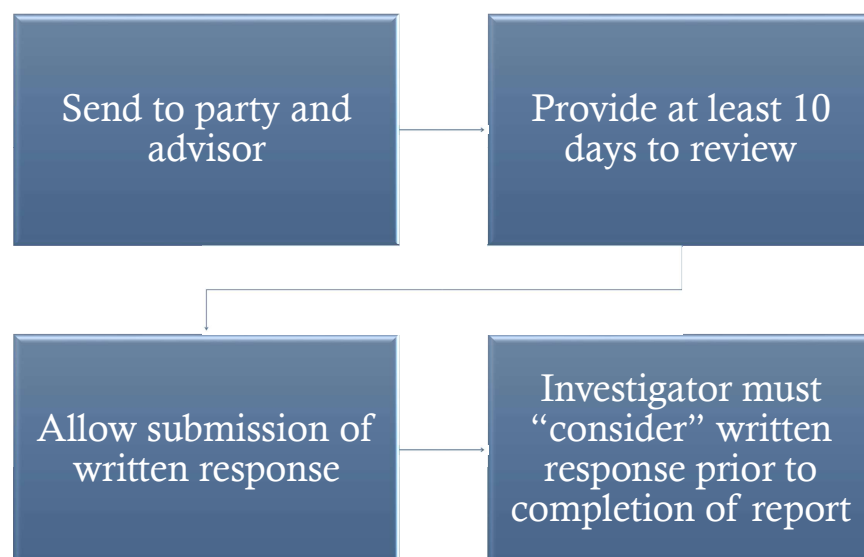 Send to party and
advisor
Provide at least 10
days to review
Allow submission of
written response
Investigator must
“consider” written
response prior to
completion of report